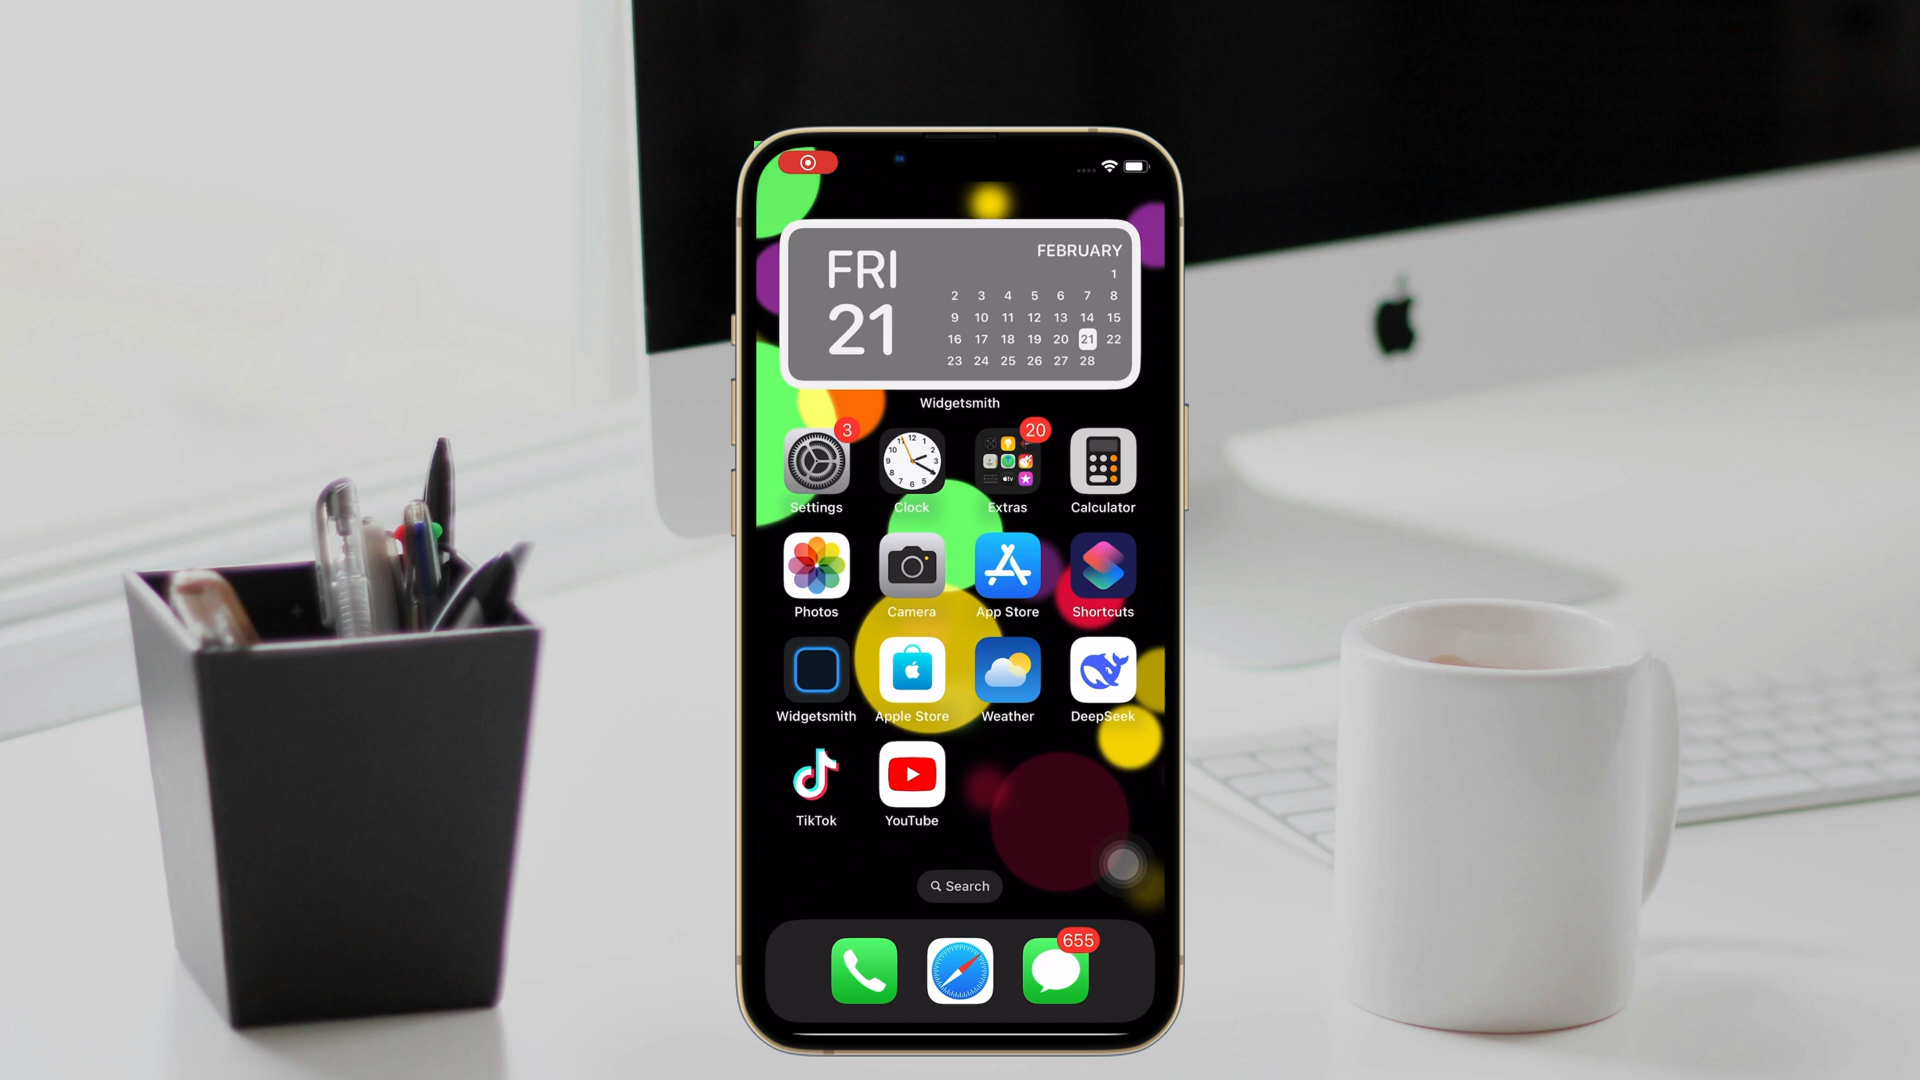 FRI
21
FEBRUARY
1
2 3 4 5 6 7 8
9 10 11 12 13 14 15
16 17 18 19 20 21 22
23 24 25 26 27 28
Widgetsmith
3
20
Settings Clock Extras Calculator
Photos Camera App Store Shortcuts
Widgetsmith Apple Store Weather DeepSeek
TikTok YouTube
Search
655